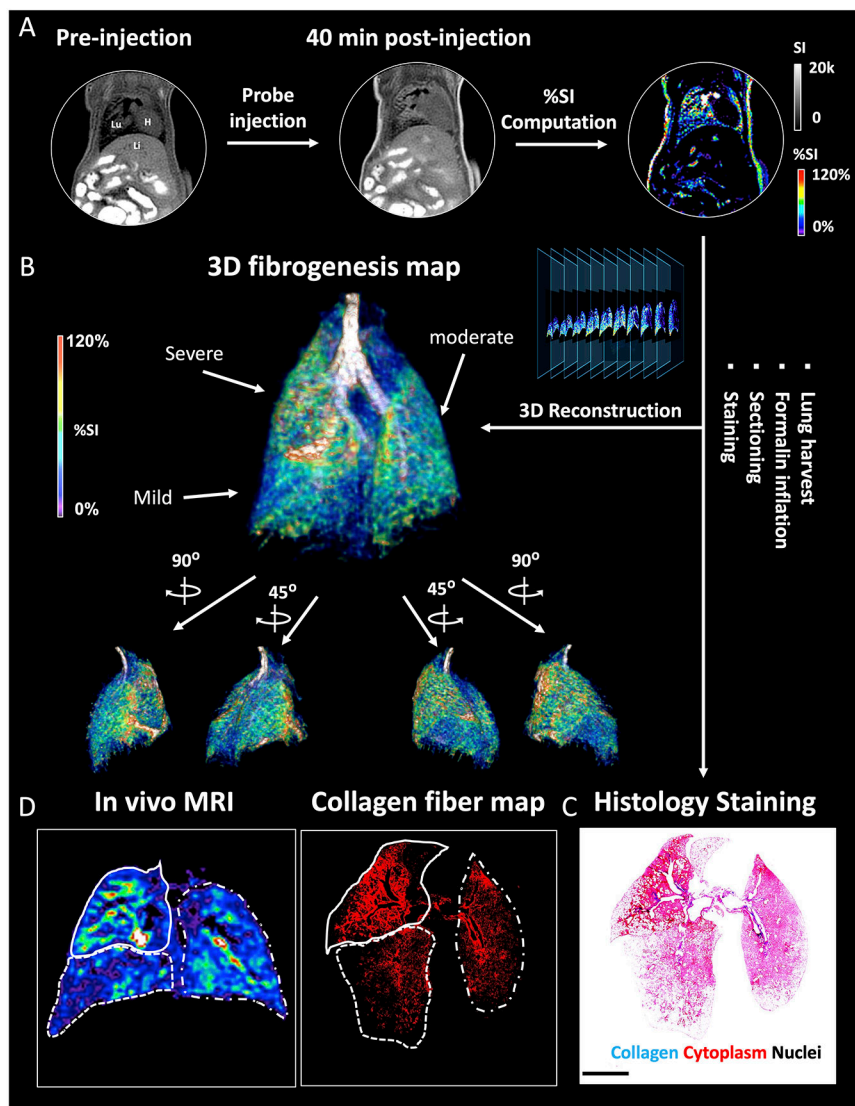 A
Pre-injection
40 min post-injection
Lu
H
Li
Probe
injection
%SI
Computation
SI
20k
0
%SI
120%
0%
B
3D fibrogenesis map
120%
%SI
0%
Severe
moderate
Mild
3D Reconstruction
▪ Lung harvest
▪ Formalin inflation
▪ Sectioning
▪ Staining
90°
45°
45°
90°
D
In vivo MRI
Collagen fiber map
C
Histology Staining
Collagen Cytoplasm Nuclei